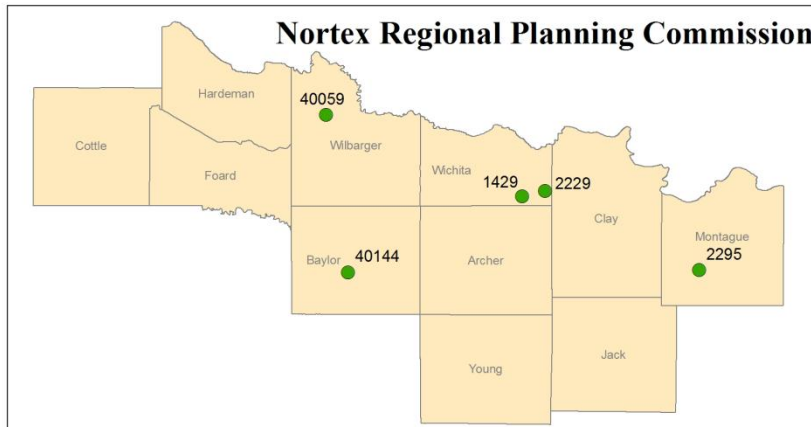 Nortex Regional Planning Commission
Hardeman
40059
Cottle
Wilbarger
Foard
Wichita
1429
2229
Clay
Montague
2295
Baylor
40144
Archer
Young
Jack